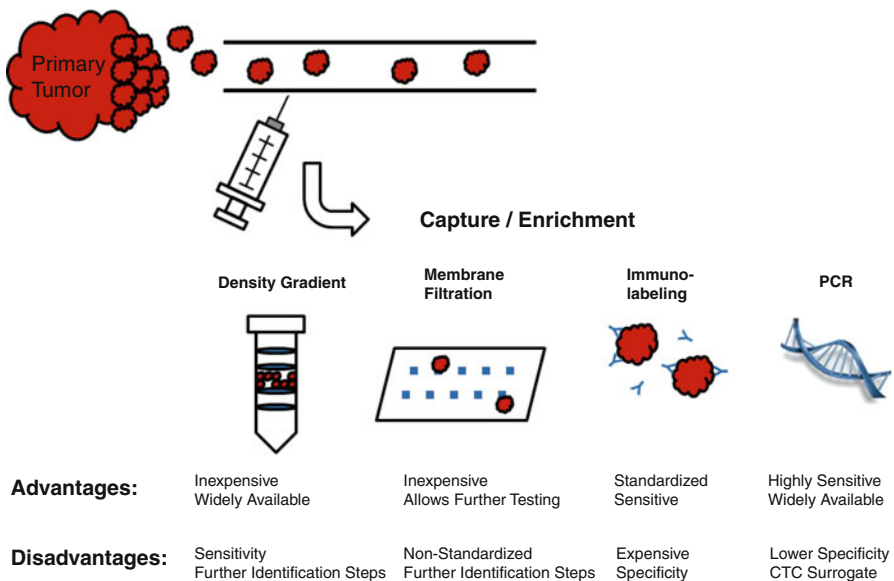 Primary
Tumor
Capture / Enrichment
Density Gradient
Membrane
Filtration
Immuno-
labeling
PCR
Advantages:
Inexpensive
Widely Available
Inexpensive
Allows Further Testing
Standardized
Sensitive
Highly Sensitive
Widely Available
Disadvantages:
Sensitivity
Further Identification Steps
Non-Standardized
Further Identification Steps
Expensive
Specificity
Lower Specificity
CTC Surrogate